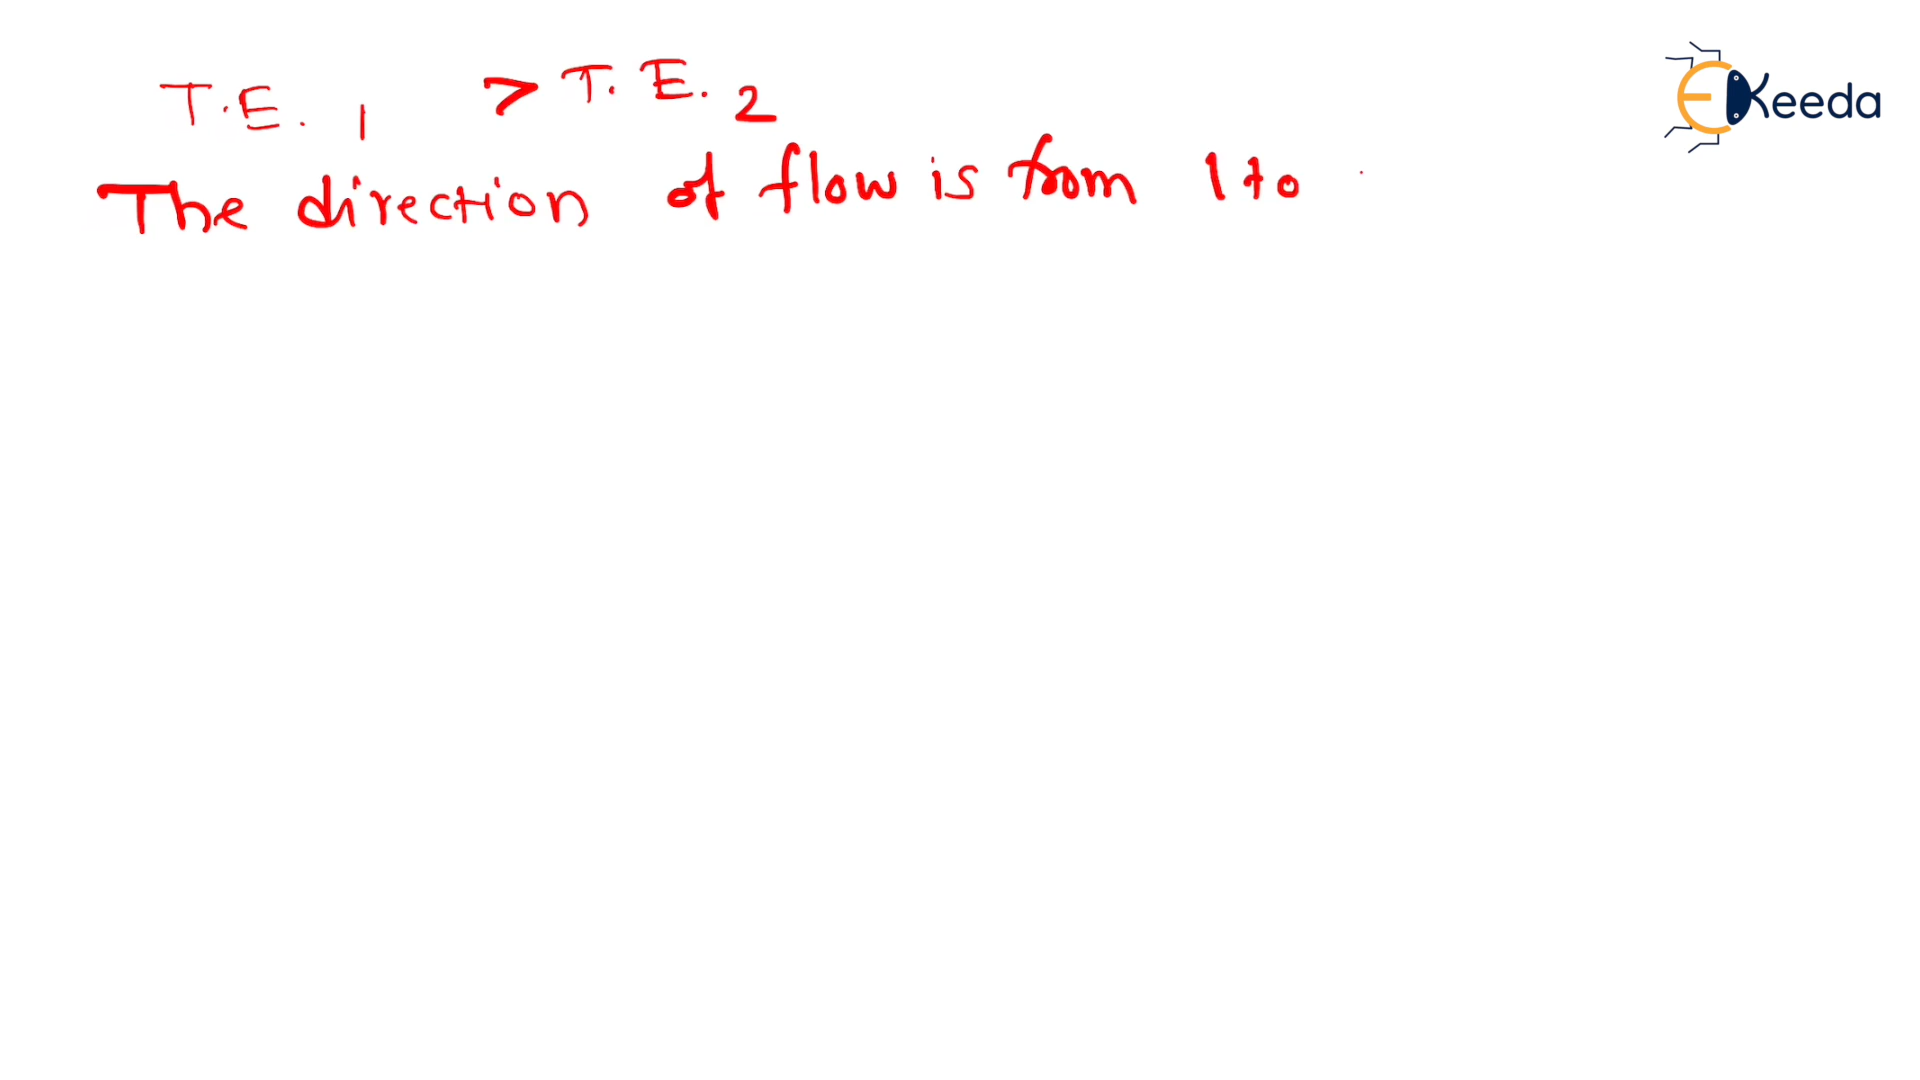 T.E. 1 > T.E. 2
Keeda
The direction of flow is from 1 to